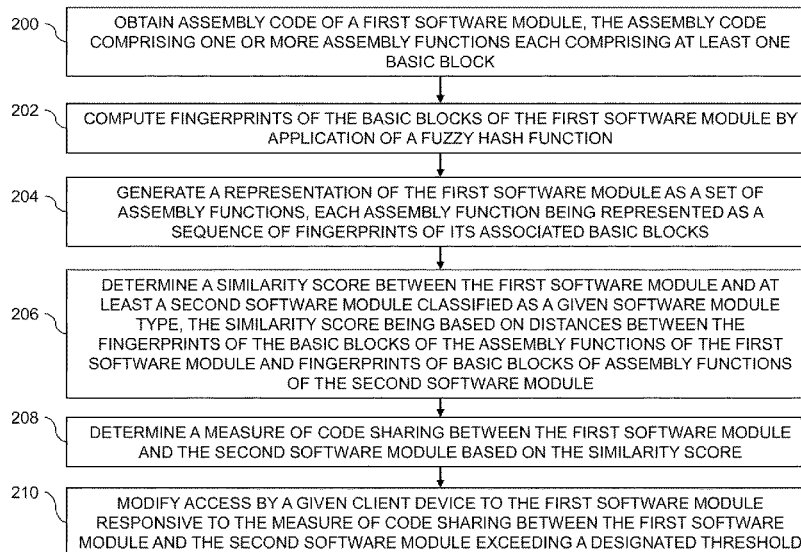 200
OBTAIN ASSEMBLY CODE OF A FIRST SOFTWARE MODULE, THE ASSEMBLY CODE
COMPRISING ONE OR MORE ASSEMBLY FUNCTIONS EACH COMPRISING AT LEAST ONE
BASIC BLOCK
202
COMPUTE FINGERPRINTS OF THE BASIC BLOCKS OF THE FIRST SOFTWARE MODULE BY
APPLICATION OF A FUZZY HASH FUNCTION
204
GENERATE A REPRESENTATION OF THE FIRST SOFTWARE MODULE AS A SET OF
ASSEMBLY FUNCTIONS, EACH ASSEMBLY FUNCTION BEING REPRESENTED AS A
SEQUENCE OF FINGERPRINTS OF ITS ASSOCIATED BASIC BLOCKS
206
DETERMINE A SIMILARITY SCORE BETWEEN THE FIRST SOFTWARE MODULE AND AT
LEAST A SECOND SOFTWARE MODULE CLASSIFIED AS A GIVEN SOFTWARE MODULE
TYPE, THE SIMILARITY SCORE BEING BASED ON DISTANCES BETWEEN THE
FINGERPRINTS OF THE BASIC BLOCKS OF THE ASSEMBLY FUNCTIONS OF THE FIRST
SOFTWARE MODULE AND FINGERPRINTS OF BASIC BLOCKS OF ASSEMBLY FUNCTIONS
OF THE SECOND SOFTWARE MODULE
208
DETERMINE A MEASURE OF CODE SHARING BETWEEN THE FIRST SOFTWARE MODULE
AND THE SECOND SOFTWARE MODULE BASED ON THE SIMILARITY SCORE
210
MODIFY ACCESS BY A GIVEN CLIENT DEVICE TO THE FIRST SOFTWARE MODULE
RESPONSIVE TO THE MEASURE OF CODE SHARING BETWEEN THE FIRST SOFTWARE
MODULE AND THE SECOND SOFTWARE MODULE EXCEEDING A DESIGNATED THRESHOLD